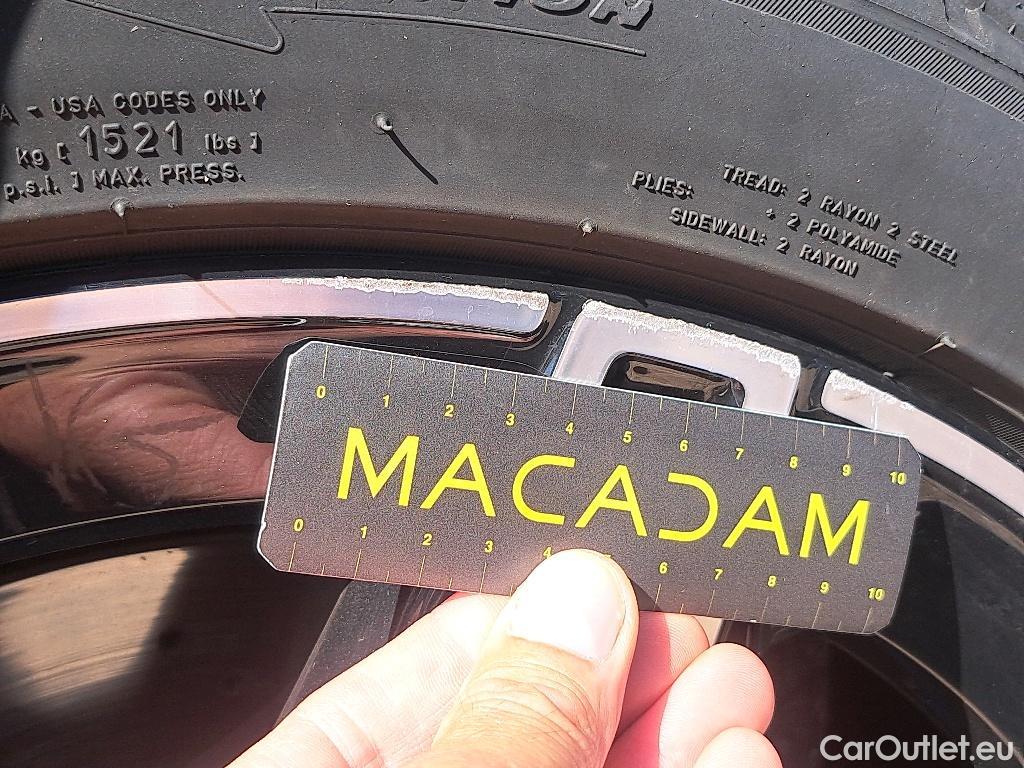 A - USA CODES ONLY
kg [ 1521 lbs ]
p.s.i. ] MAX. PRESS.
PLIES: TREAD: 2 RAYON 2 STEEL
+ 2 POLYAMIDE
SIDEWALL: 2 RAYON
0 1 2 3 4 5 6 7 8 9 10
MACADAM
0 1 2 3 4 6 7 8 9 10
CarOutlet.eu